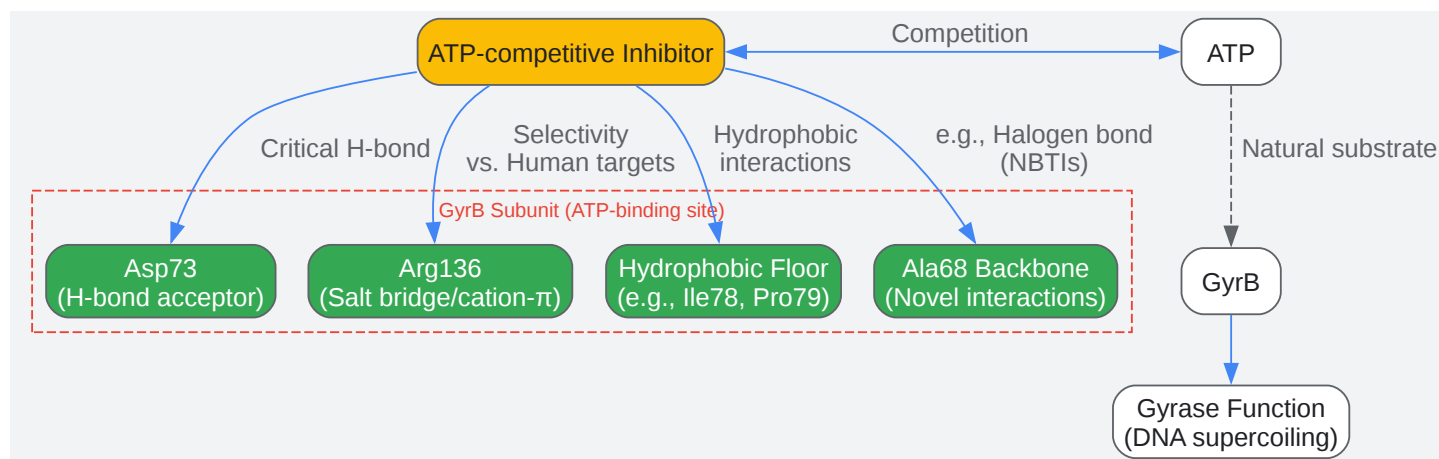 ATP-competitive Inhibitor
Competition
ATP
Critical H-bond
Selectivity
vs. Human targets
Hydrophobic
interactions
e.g., Halogen bond
(NBTIs)
Natural substrate
GyrB Subunit (ATP-binding site)
Asp73
(H-bond acceptor)
Arg136
(Salt bridge/cation-π)
Hydrophobic Floor
(e.g., Ile78, Pro79)
Ala68 Backbone
(Novel interactions)
GyrB
Gyrase Function
(DNA supercoiling)